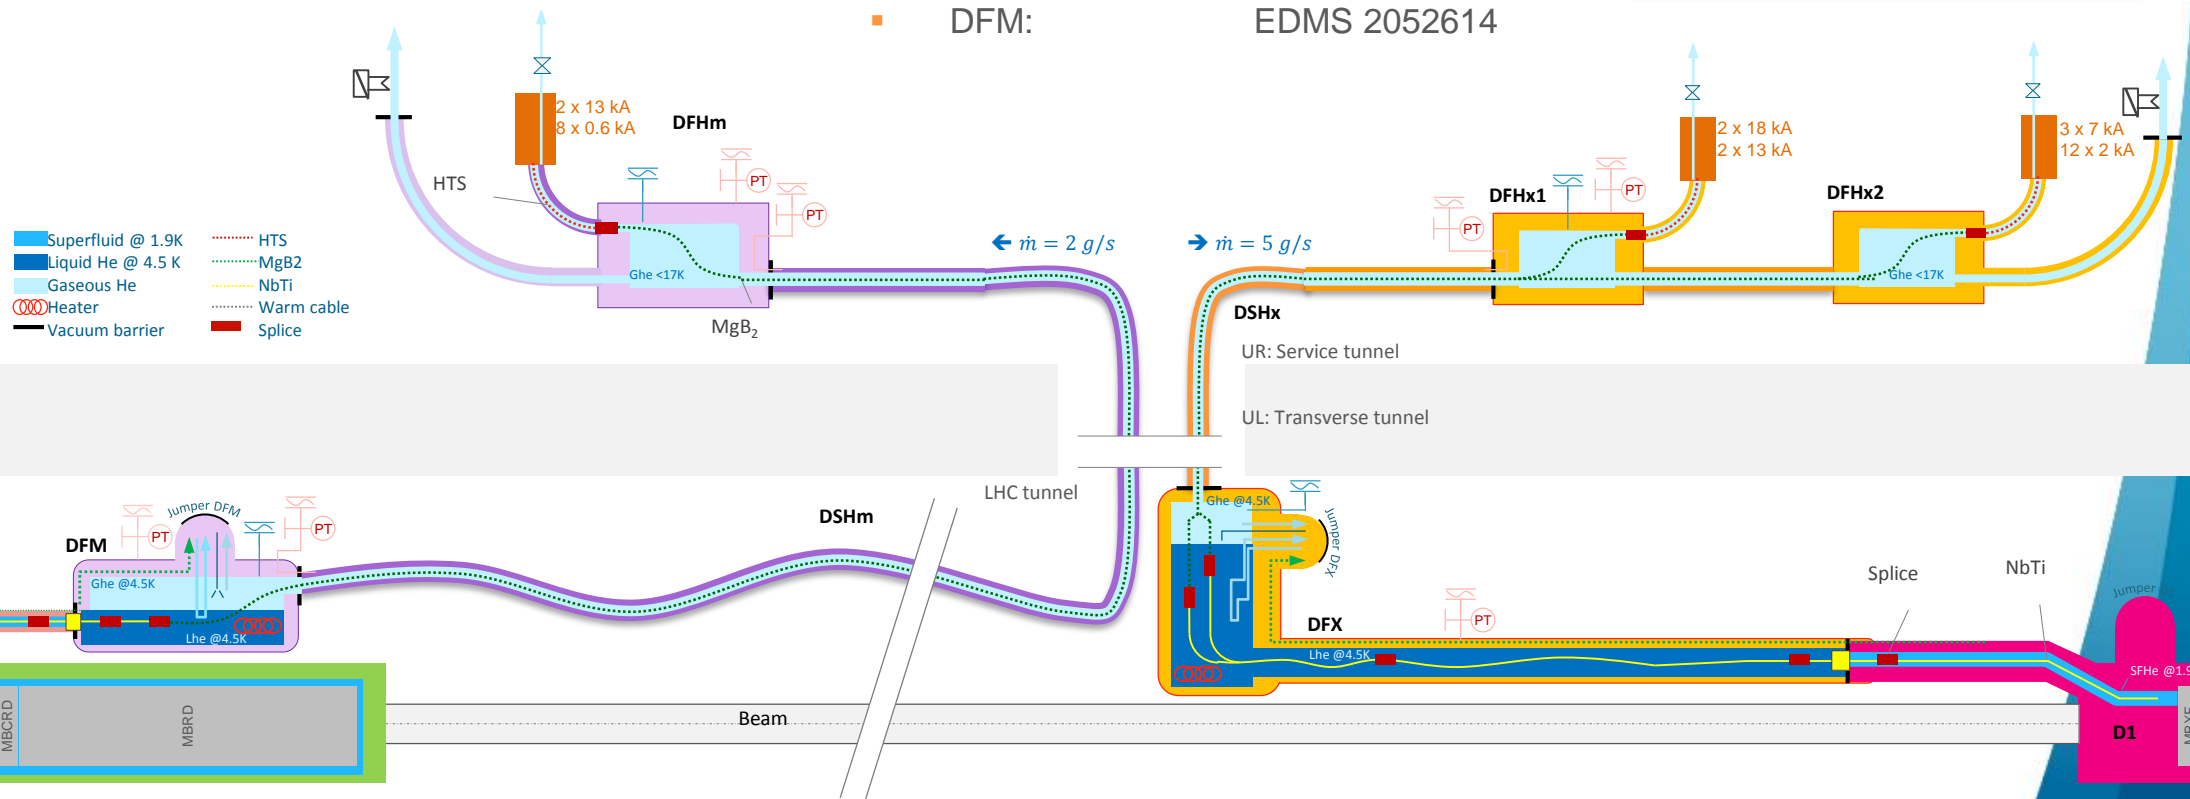 ▪ DFM: EDMS 2052614
2 x 13 kA
8 x 0.6 kA
DFHm
HTS
PT
PT
Ghe <17K
MgB2
🡸 ṁ = 2 g/s
🡺 ṁ = 5 g/s
2 x 18 kA
2 x 13 kA
3 x 7 kA
12 x 2 kA
DFHx1
DFHx2
PT
PT
Ghe <17K
DSHx
Superfluid @ 1.9K
Liquid He @ 4.5 K
Gaseous He
Heater
Vacuum barrier
HTS
MgB2
NbTi
Warm cable
Splice
UR: Service tunnel
UL: Transverse tunnel
LHC tunnel
Jumper DFM
PT
PT
DFM
Ghe @4.5K
Lhe @4.5K
DSHm
Ghe @4.5K
Jumper DFX
DFX
Lhe @4.5K
PT
Splice
NbTi
Jumper
SFHe @1.9
D1
MBCRD
MBRD
Beam